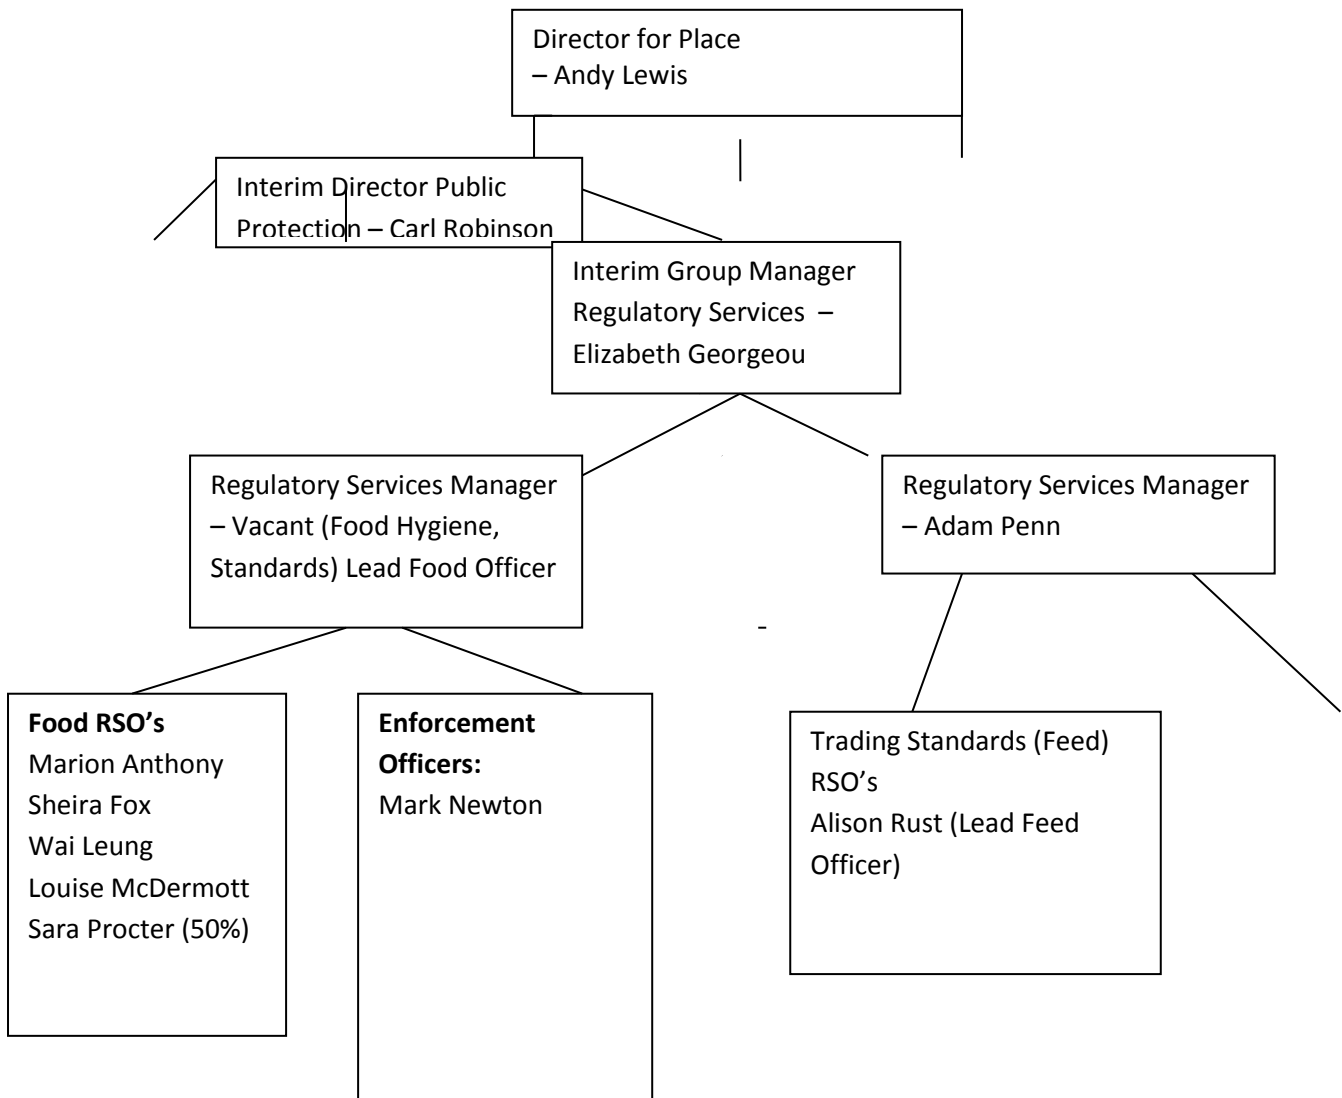 Director for Place
– Andy Lewis
Interim Director Public
Protection – Carl Robinson
Interim Group Manager
Regulatory Services –
Elizabeth Georgeou
Regulatory Services Manager
– Vacant (Food Hygiene,
Standards) Lead Food Officer
Regulatory Services Manager
– Adam Penn
Food RSO’s
Marion Anthony
Sheira Fox
Wai Leung
Louise McDermott
Sara Procter (50%)
Enforcement
Officers:
Mark Newton
Trading Standards (Feed)
RSO’s
Alison Rust (Lead Feed
Officer)